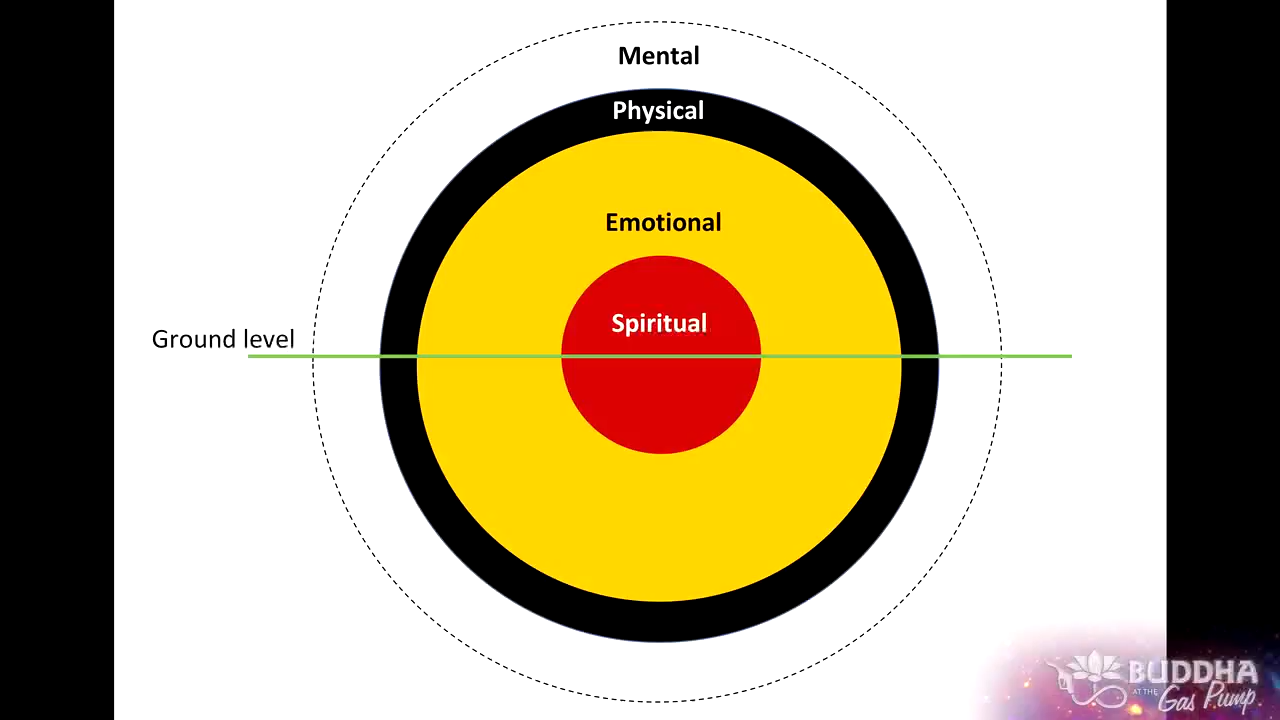 Mental
Physical
Emotional
Spiritual
Ground level
BUDDHA
AT THE
Gas Pump